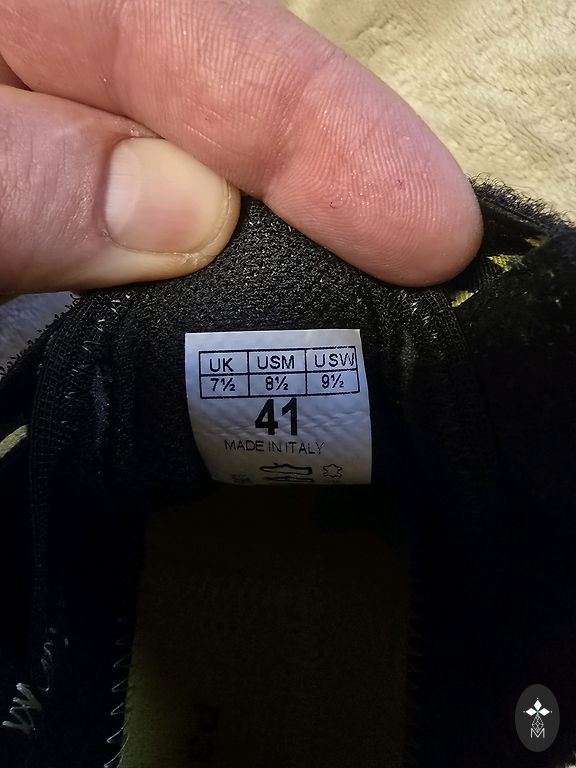 UK USM USW
7½ 8½ 9½
41
MADE IN ITALY
M